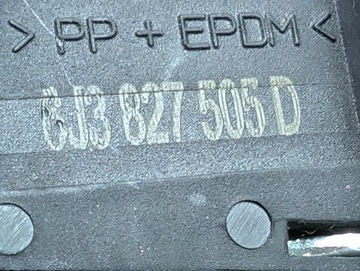 > PP + EPDM <
6J3 827 505 D